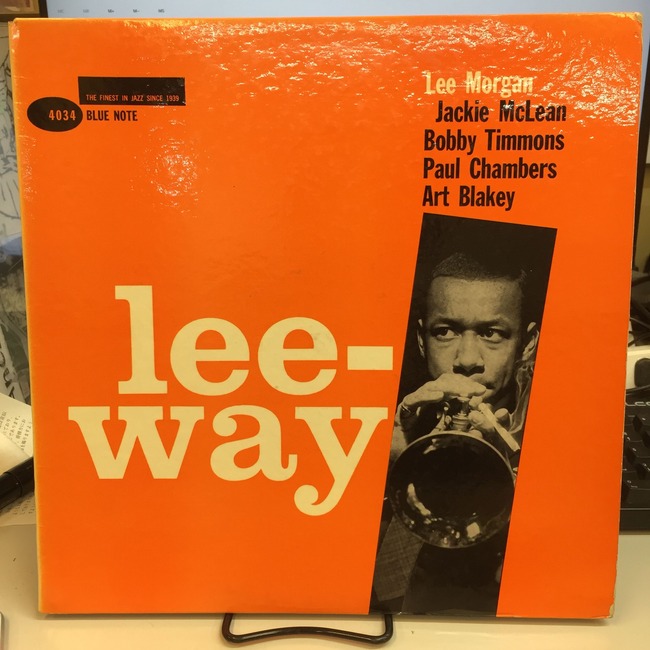 THE FINEST IN JAZZ SINCE 1939
4034 BLUE NOTE
Lee Morgan
Jackie McLean
Bobby Timmons
Paul Chambers
Art Blakey
lee-
way